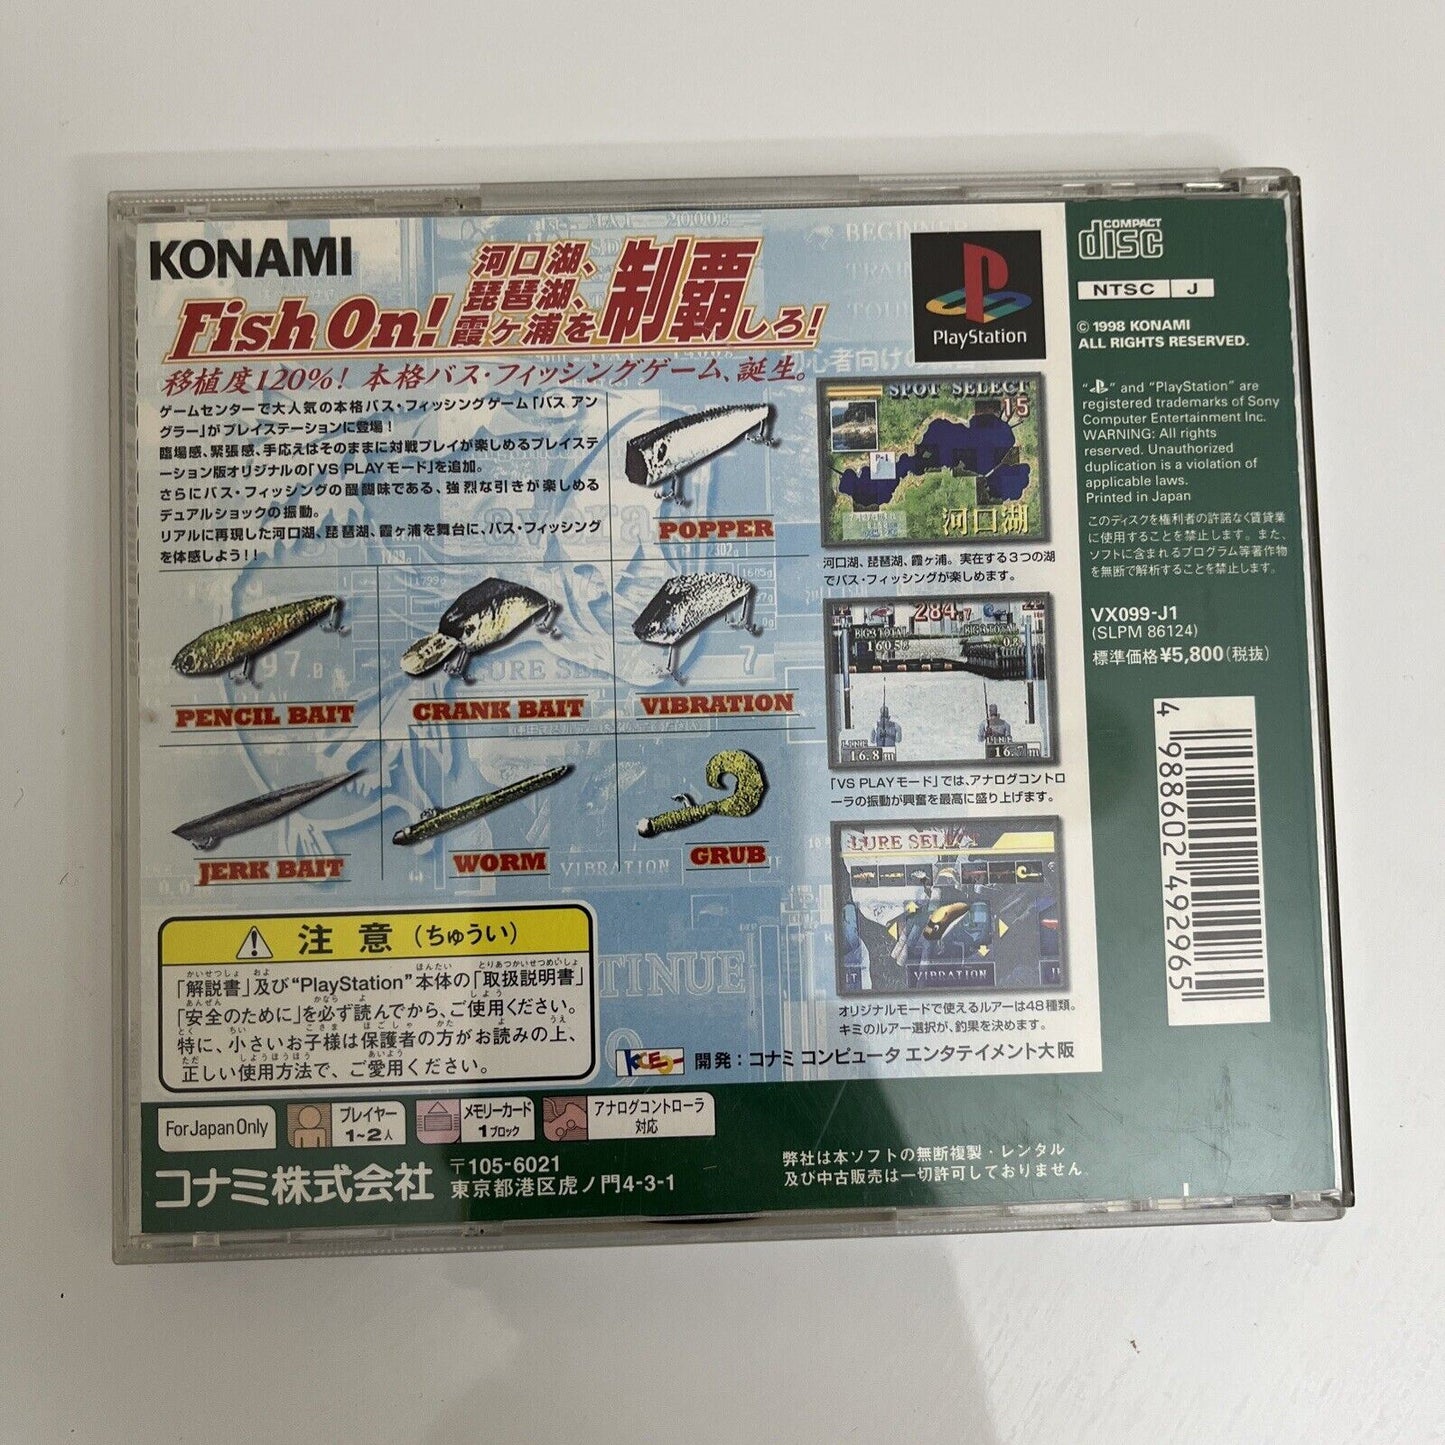 KONAMI
Fish On!
河口湖、
琵琶湖、
霞ヶ浦を
制覇しろ!
移植度120%! 本格バス・フィッシングゲーム、誕生。
ゲームセンターで大人気の本格バス・フィッシングゲーム「バス アン
グラー」がプレイステーションに登場!
臨場感、緊張感、手応えはそのままに対戦プレイが楽しめるプレイステ
ーション版オリジナルの「VS PLAYモード」を追加。
さらにバス・フィッシングの醍醐味である、強烈な引きが楽しめる
デュアルショックの振動。
リアルに再現した河口湖、琵琶湖、霞ヶ浦を舞台に、バス・フィッシング
を体感しよう!!
POPPER
PENCIL BAIT
CRANK BAIT
VIBRATION
JERK BAIT
WORM
GRUB
PlayStation
SPOT SELECT
15
河口湖
河口湖、琵琶湖、霞ヶ浦。実在する3つの湖
でバス・フィッシングが楽しめます。
284.7
BIG3 TOTAL
1605g
LINE
16.8m
LINE
16.7m
「VS PLAYモード」では、アナログコントロ
ーラの振動が興奮を最高に盛り上げます。
LURE SELE
VIBRATION
オリジナルモードで使えるルアーは48種類。
キミのルアー選択が、釣果を決めます。
KCEO
開発:コナミ コンピュータ エンタテイメント大阪
注意(ちゅうい)
「解説書」及び“PlayStation”本体の「取扱説明書」
「安全のために」を必ず読んでから、ご使用ください。
特に、小さいお子様は保護者の方がお読みの上、
正しい使用方法で、ご愛用ください。
For Japan Only
プレイヤー
1~2人
メモリーカード
1ブロック
アナログコントローラ
対応
コナミ株式会社
〒105-6021
東京都港区虎ノ門4-3-1
弊社は本ソフトの無断複製・レンタル
及び中古販売は一切許可しておりません。
COMPACT
disc
NTSC J
© 1998 KONAMI
ALL RIGHTS RESERVED.
“PS” and “PlayStation” are
registered trademarks of Sony
Computer Entertainment Inc.
WARNING: All rights
reserved. Unauthorized
duplication is a violation of
applicable laws.
Printed in Japan
このディスクを権利者の許諾なく賃貸業
に使用することを禁止します。また、
ソフトに含まれるプログラム等著作物
を無断で解析することを禁止します。
VX099-J1
(SLPM 86124)
標準価格¥5,800(税抜)
4 988602 492965